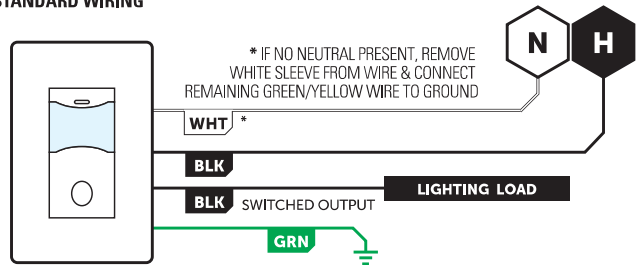 STANDARD WIRING
* IF NO NEUTRAL PRESENT, REMOVE
WHITE SLEEVE FROM WIRE & CONNECT
REMAINING GREEN/YELLOW WIRE TO GROUND
N
H
WHT *
BLK
BLK SWITCHED OUTPUT
LIGHTING LOAD
GRN